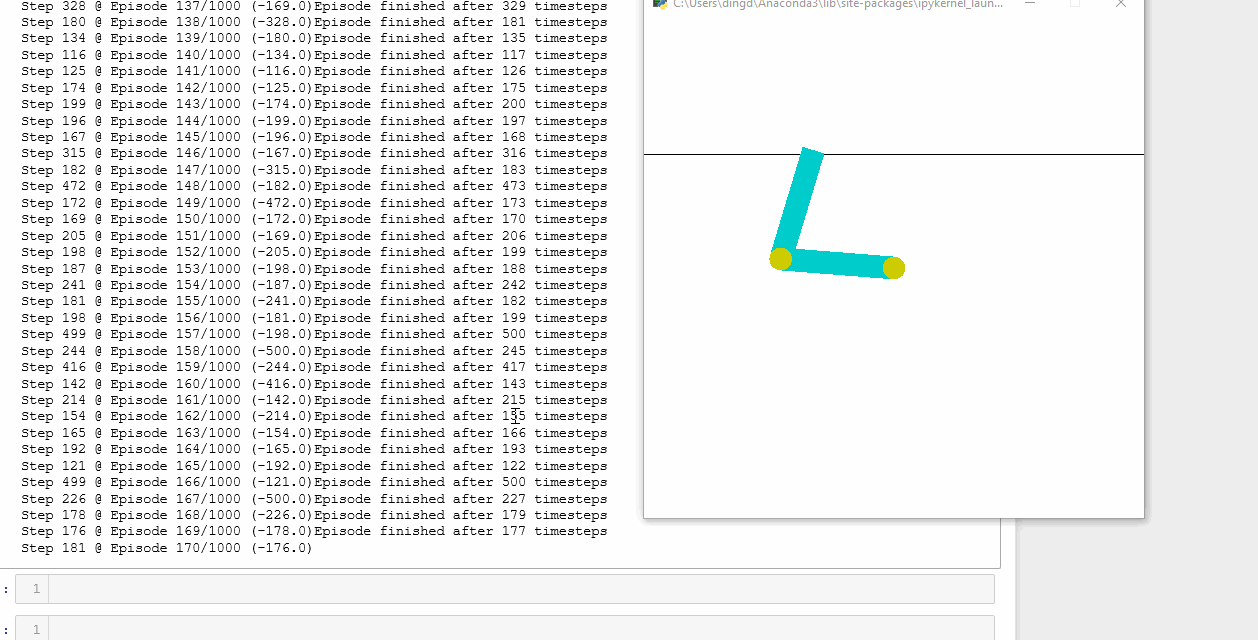 Step 328 @ Episode 137/1000 (-169.0)Episode finished after 329 timesteps
Step 180 @ Episode 138/1000 (-328.0)Episode finished after 181 timesteps
Step 134 @ Episode 139/1000 (-180.0)Episode finished after 135 timesteps
Step 116 @ Episode 140/1000 (-134.0)Episode finished after 117 timesteps
Step 125 @ Episode 141/1000 (-116.0)Episode finished after 126 timesteps
Step 174 @ Episode 142/1000 (-125.0)Episode finished after 175 timesteps
Step 199 @ Episode 143/1000 (-174.0)Episode finished after 200 timesteps
Step 196 @ Episode 144/1000 (-199.0)Episode finished after 197 timesteps
Step 167 @ Episode 145/1000 (-196.0)Episode finished after 168 timesteps
Step 315 @ Episode 146/1000 (-167.0)Episode finished after 316 timesteps
Step 182 @ Episode 147/1000 (-315.0)Episode finished after 183 timesteps
Step 472 @ Episode 148/1000 (-182.0)Episode finished after 473 timesteps
Step 172 @ Episode 149/1000 (-472.0)Episode finished after 173 timesteps
Step 169 @ Episode 150/1000 (-172.0)Episode finished after 170 timesteps
Step 205 @ Episode 151/1000 (-169.0)Episode finished after 206 timesteps
Step 198 @ Episode 152/1000 (-205.0)Episode finished after 199 timesteps
Step 187 @ Episode 153/1000 (-198.0)Episode finished after 188 timesteps
Step 241 @ Episode 154/1000 (-187.0)Episode finished after 242 timesteps
Step 181 @ Episode 155/1000 (-241.0)Episode finished after 182 timesteps
Step 198 @ Episode 156/1000 (-181.0)Episode finished after 199 timesteps
Step 499 @ Episode 157/1000 (-198.0)Episode finished after 500 timesteps
Step 244 @ Episode 158/1000 (-500.0)Episode finished after 245 timesteps
Step 416 @ Episode 159/1000 (-244.0)Episode finished after 417 timesteps
Step 142 @ Episode 160/1000 (-416.0)Episode finished after 143 timesteps
Step 214 @ Episode 161/1000 (-142.0)Episode finished after 215 timesteps
Step 154 @ Episode 162/1000 (-214.0)Episode finished after 155 timesteps
Step 165 @ Episode 163/1000 (-154.0)Episode finished after 166 timesteps
Step 192 @ Episode 164/1000 (-165.0)Episode finished after 193 timesteps
Step 121 @ Episode 165/1000 (-192.0)Episode finished after 122 timesteps
Step 499 @ Episode 166/1000 (-121.0)Episode finished after 500 timesteps
Step 226 @ Episode 167/1000 (-500.0)Episode finished after 227 timesteps
Step 178 @ Episode 168/1000 (-226.0)Episode finished after 179 timesteps
Step 176 @ Episode 169/1000 (-178.0)Episode finished after 177 timesteps
Step 181 @ Episode 170/1000 (-176.0)
: 1
: 1
C:\Users\dingd\Anaconda3\lib\site-packages\ipykernel_laun...